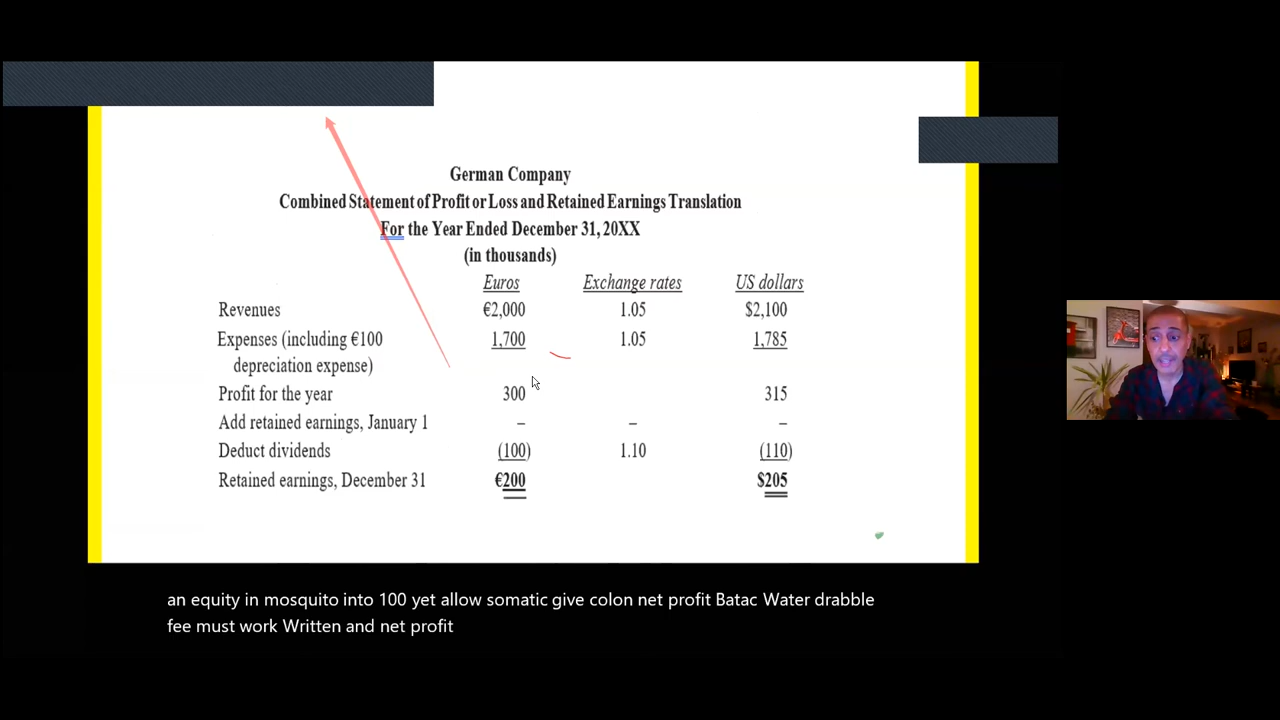 German Company
Combined Statement of Profit or Loss and Retained Earnings Translation
For the Year Ended December 31, 20XX
(in thousands)
Euros Exchange rates US dollars
Revenues €2,000 1.05 $2,100
Expenses (including €100 1,700 1.05 1,785
depreciation expense)
Profit for the year 300 315
Add retained earnings, January 1 – – –
Deduct dividends (100) 1.10 (110)
Retained earnings, December 31 €200 $205
an equity in mosquito into 100 yet allow somatic give colon net profit Batac Water drabble
fee must work Written and net profit